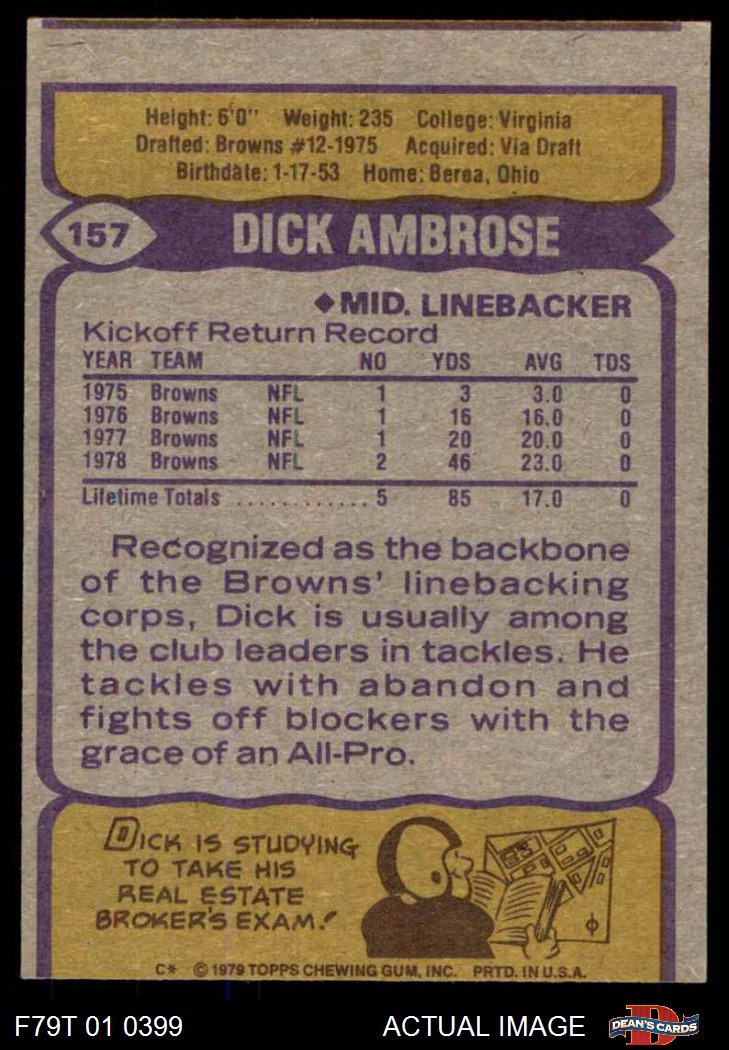 Height: 6'0" Weight: 235 College: Virginia
Drafted: Browns #12-1975 Acquired: Via Draft
Birthdate: 1-17-53 Home: Berea, Ohio
157 DICK AMBROSE
◆MID. LINEBACKER
Kickoff Return Record
YEAR TEAM NO YDS AVG TDS
1975 Browns NFL 1 3 3.0 0
1976 Browns NFL 1 16 16.0 0
1977 Browns NFL 1 20 20.0 0
1978 Browns NFL 2 46 23.0 0
Lifetime Totals ............ 5 85 17.0 0
Recognized as the backbone
of the Browns' linebacking
corps, Dick is usually among
the club leaders in tackles. He
tackles with abandon and
fights off blockers with the
grace of an All-Pro.
DICK IS STUDYING
TO TAKE HIS
REAL ESTATE
BROKER'S EXAM!
C* © 1979 TOPPS CHEWING GUM, INC. PRTD. IN U.S.A.
F79T 01 0399 ACTUAL IMAGE D DEAN'S CARDS